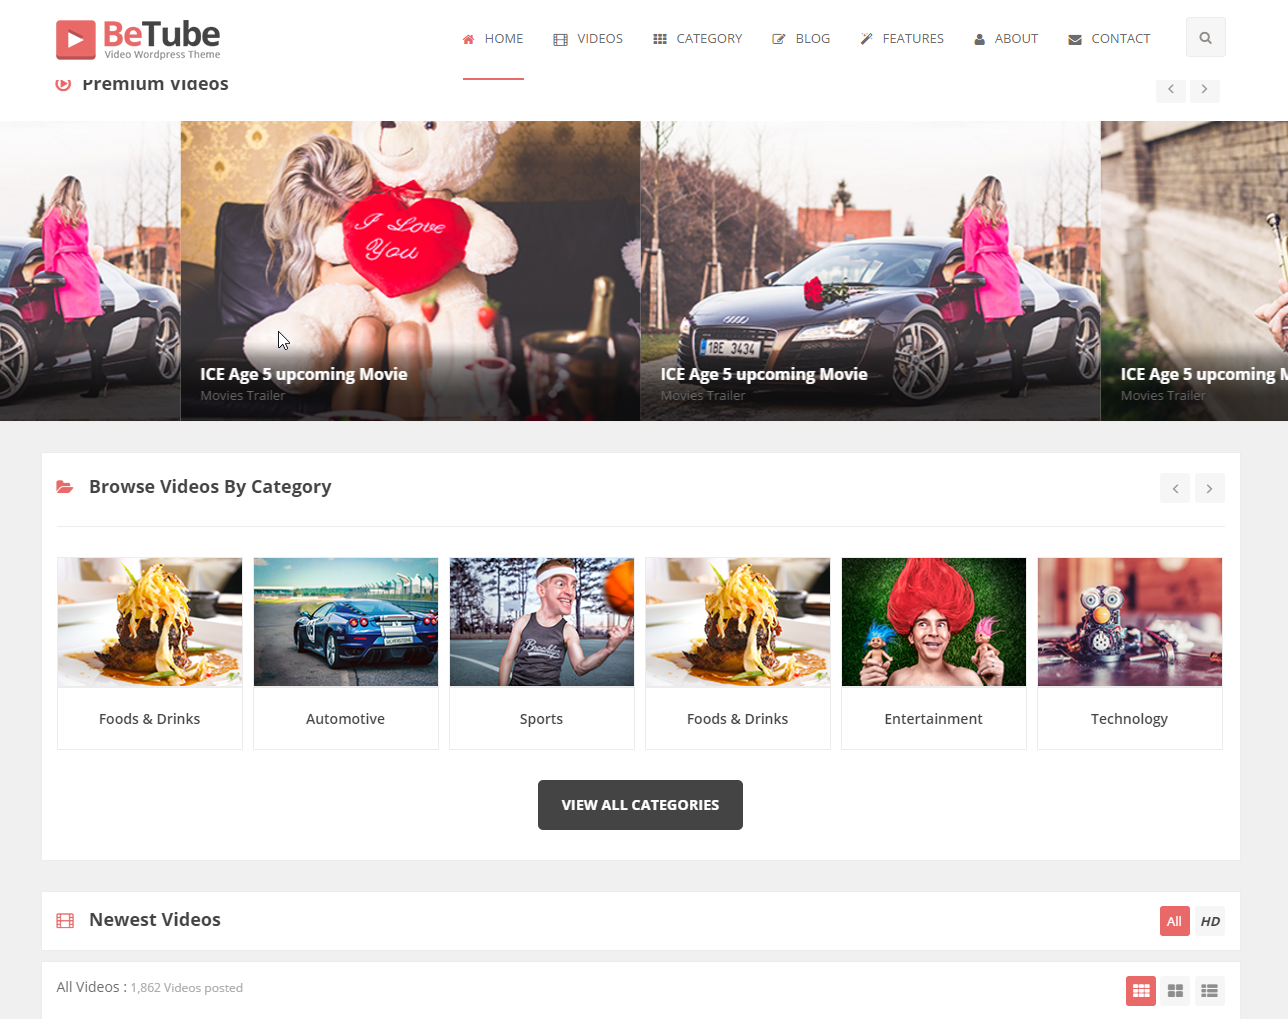 BeTube
Video Wordpress Theme
HOME
VIDEOS
CATEGORY
BLOG
FEATURES
ABOUT
CONTACT
Premium Videos
I Love
You
1BE 3434
ICE Age 5 upcoming Movie
Movies Trailer
ICE Age 5 upcoming Movie
Movies Trailer
ICE Age 5 upcoming M
Movies Trailer
Browse Videos By Category
Brooklyn
Foods & Drinks
Automotive
Sports
Foods & Drinks
Entertainment
Technology
VIEW ALL CATEGORIES
Newest Videos
All
HD
All Videos : 1,862 Videos posted